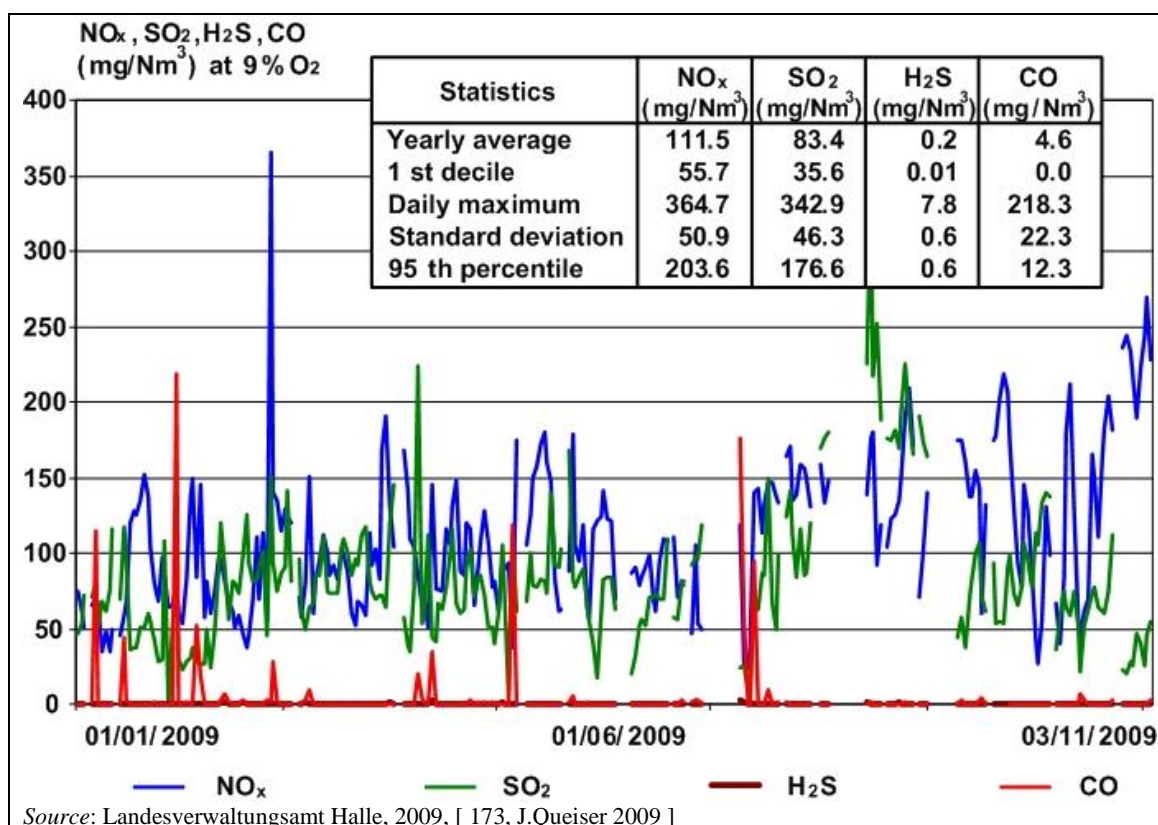 NOx, SO2, H2S, CO
(mg/Nm3) at 9% O2
Statistics NOx (mg/Nm3) SO2 (mg/Nm3) H2S (mg/Nm3) CO (mg/Nm3)
Yearly average 111.5 83.4 0.2 4.6
1 st decile 55.7 35.6 0.01 0.0
Daily maximum 364.7 342.9 7.8 218.3
Standard deviation 50.9 46.3 0.6 22.3
95 th percentile 203.6 176.6 0.6 12.3
400
350
300
250
200
150
100
50
0
01/01/2009 01/06/2009 03/11/2009
NOx SO2 H2S CO
Source: Landesverwaltungsamt Halle, 2009, [ 173, J.Queiser 2009 ]